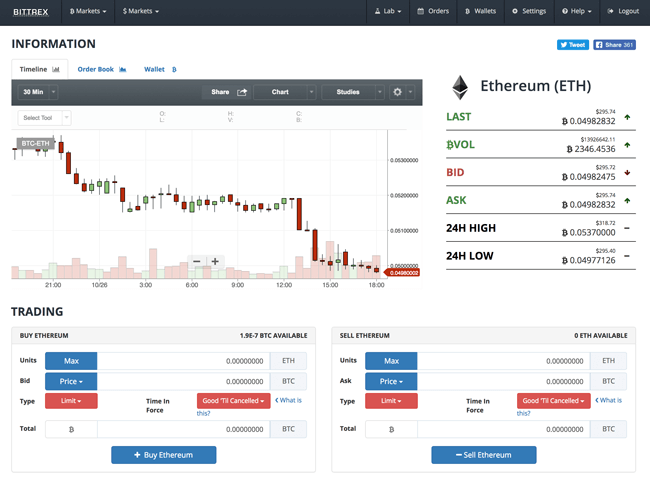 BITTREX
Ƀ Markets
$ Markets
Lab
Orders
Wallets
Settings
Help
Logout
INFORMATION
Tweet
Share 361
Timeline
Order Book
Wallet
30 Min
Share
Chart
Studies
Select Tool
O:
H:
C:
L:
V:
B:
BTC-ETH
0.05300000
0.05200000
0.05100000
0.05000000
0.04980002
21:00
10/26
3:00
6:00
9:00
12:00
15:00
18:00
Ethereum (ETH)
LAST
$295.74
Ƀ 0.04982832
ɃVOL
$13926642.11
Ƀ 2346.4536
BID
$295.72
Ƀ 0.04982475
ASK
$295.74
Ƀ 0.04982832
24H HIGH
$318.72
Ƀ 0.05370000
24H LOW
$295.40
Ƀ 0.04977126
TRADING
BUY ETHEREUM
1.9E-7 BTC AVAILABLE
Units
Max
0.00000000
ETH
Bid
Price
0.00000000
BTC
Type
Limit
Time In
Force
Good 'Til Cancelled
What is
this?
Total
Ƀ
0.00000000
BTC
+ Buy Ethereum
SELL ETHEREUM
0 ETH AVAILABLE
Units
Max
0.00000000
ETH
Ask
Price
0.00000000
BTC
Type
Limit
Time In
Force
Good 'Til Cancelled
What is
this?
Total
Ƀ
0.00000000
BTC
− Sell Ethereum